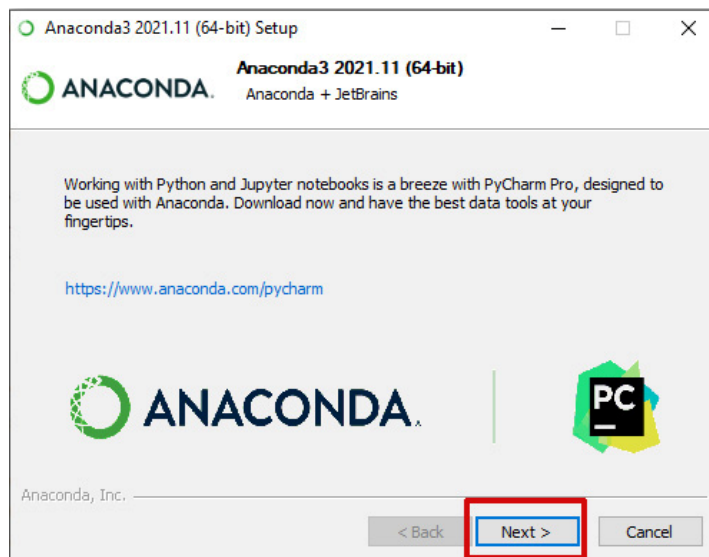 Anaconda3 2021.11 (64-bit) Setup
Anaconda3 2021.11 (64-bit)
ANACONDA.
Anaconda + JetBrains
Working with Python and Jupyter notebooks is a breeze with PyCharm Pro, designed to
be used with Anaconda. Download now and have the best data tools at your
fingertips.
https://www.anaconda.com/pycharm
ANACONDA.
PC
Anaconda, Inc.
< Back
Next >
Cancel